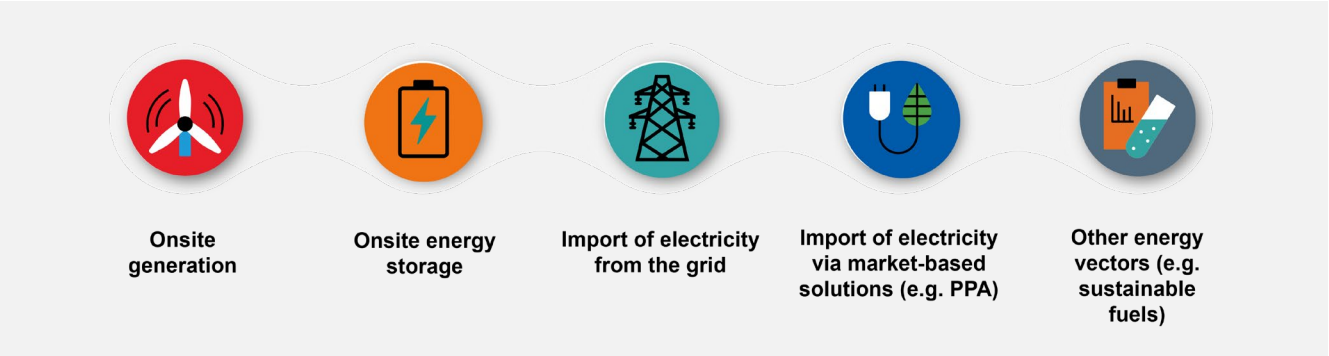 Onsite
generation
Onsite energy
storage
Import of electricity
from the grid
Import of electricity
via market-based
solutions (e.g. PPA)
Other energy
vectors (e.g.
sustainable
fuels)